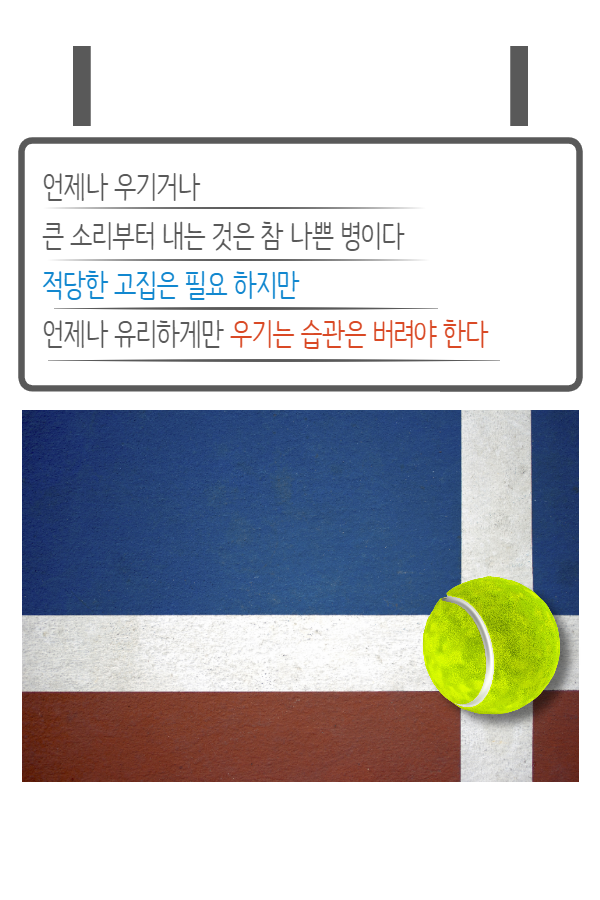 언제나 우기거나
큰 소리부터 내는 것은 참 나쁜 병이다
적당한 고집은 필요 하지만
언제나 유리하게만 우기는 습관은 버려야 한다